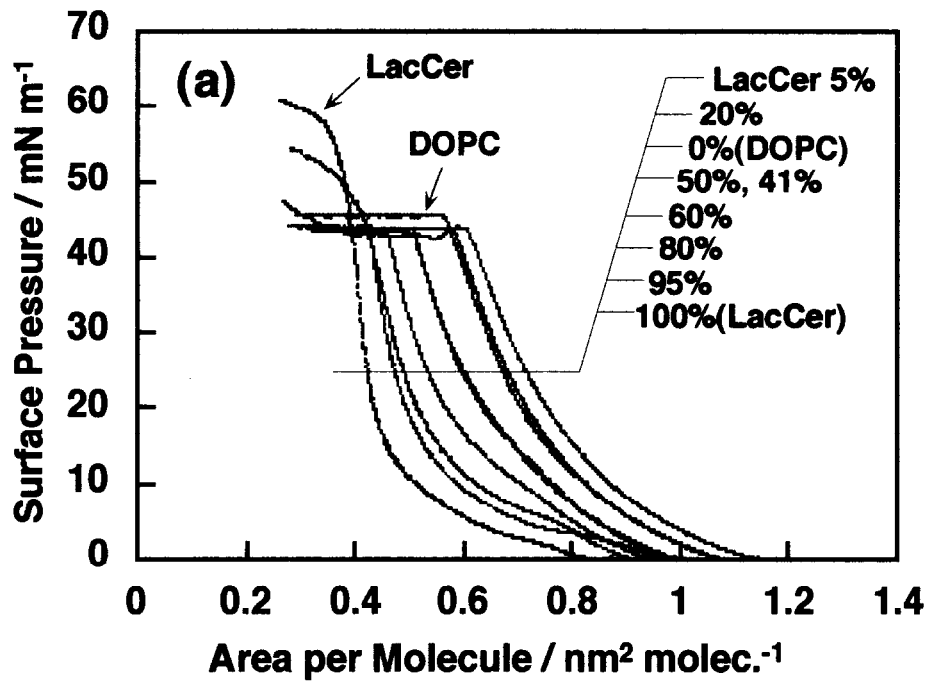 (a)
LacCer
DOPC
LacCer 5%
20%
0%(DOPC)
50%, 41%
60%
80%
95%
100%(LacCer)
Surface Pressure / mN m⁻¹
70
60
50
40
30
20
10
0
0 0.2 0.4 0.6 0.8 1 1.2 1.4
Area per Molecule / nm² molec.⁻¹